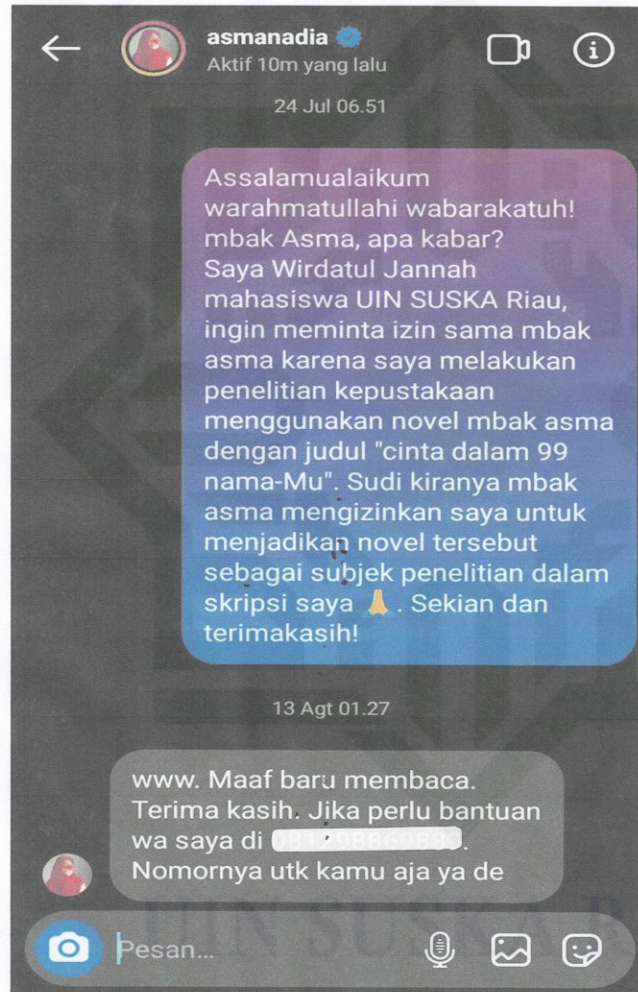 asmanadia
Aktif 10m yang lalu
24 Jul 06.51
Assalamualaikum
warahmatullahi wabarakatuh!
mbak Asma, apa kabar?
Saya Wirdatul Jannah
mahasiswa UIN SUSKA Riau,
ingin meminta izin sama mbak
asma karena saya melakukan
penelitian kepustakaan
menggunakan novel mbak asma
dengan judul "cinta dalam 99
nama-Mu". Sudi kiranya mbak
asma mengizinkan saya untuk
menjadikan novel tersebut
sebagai subjek penelitian dalam
skripsi saya 🙏 . Sekian dan
terimakasih!
13 Agt 01.27
www. Maaf baru membaca.
Terima kasih. Jika perlu bantuan
wa saya di .
Nomornya utk kamu aja ya de
UIN SUSKA R
Pesan...